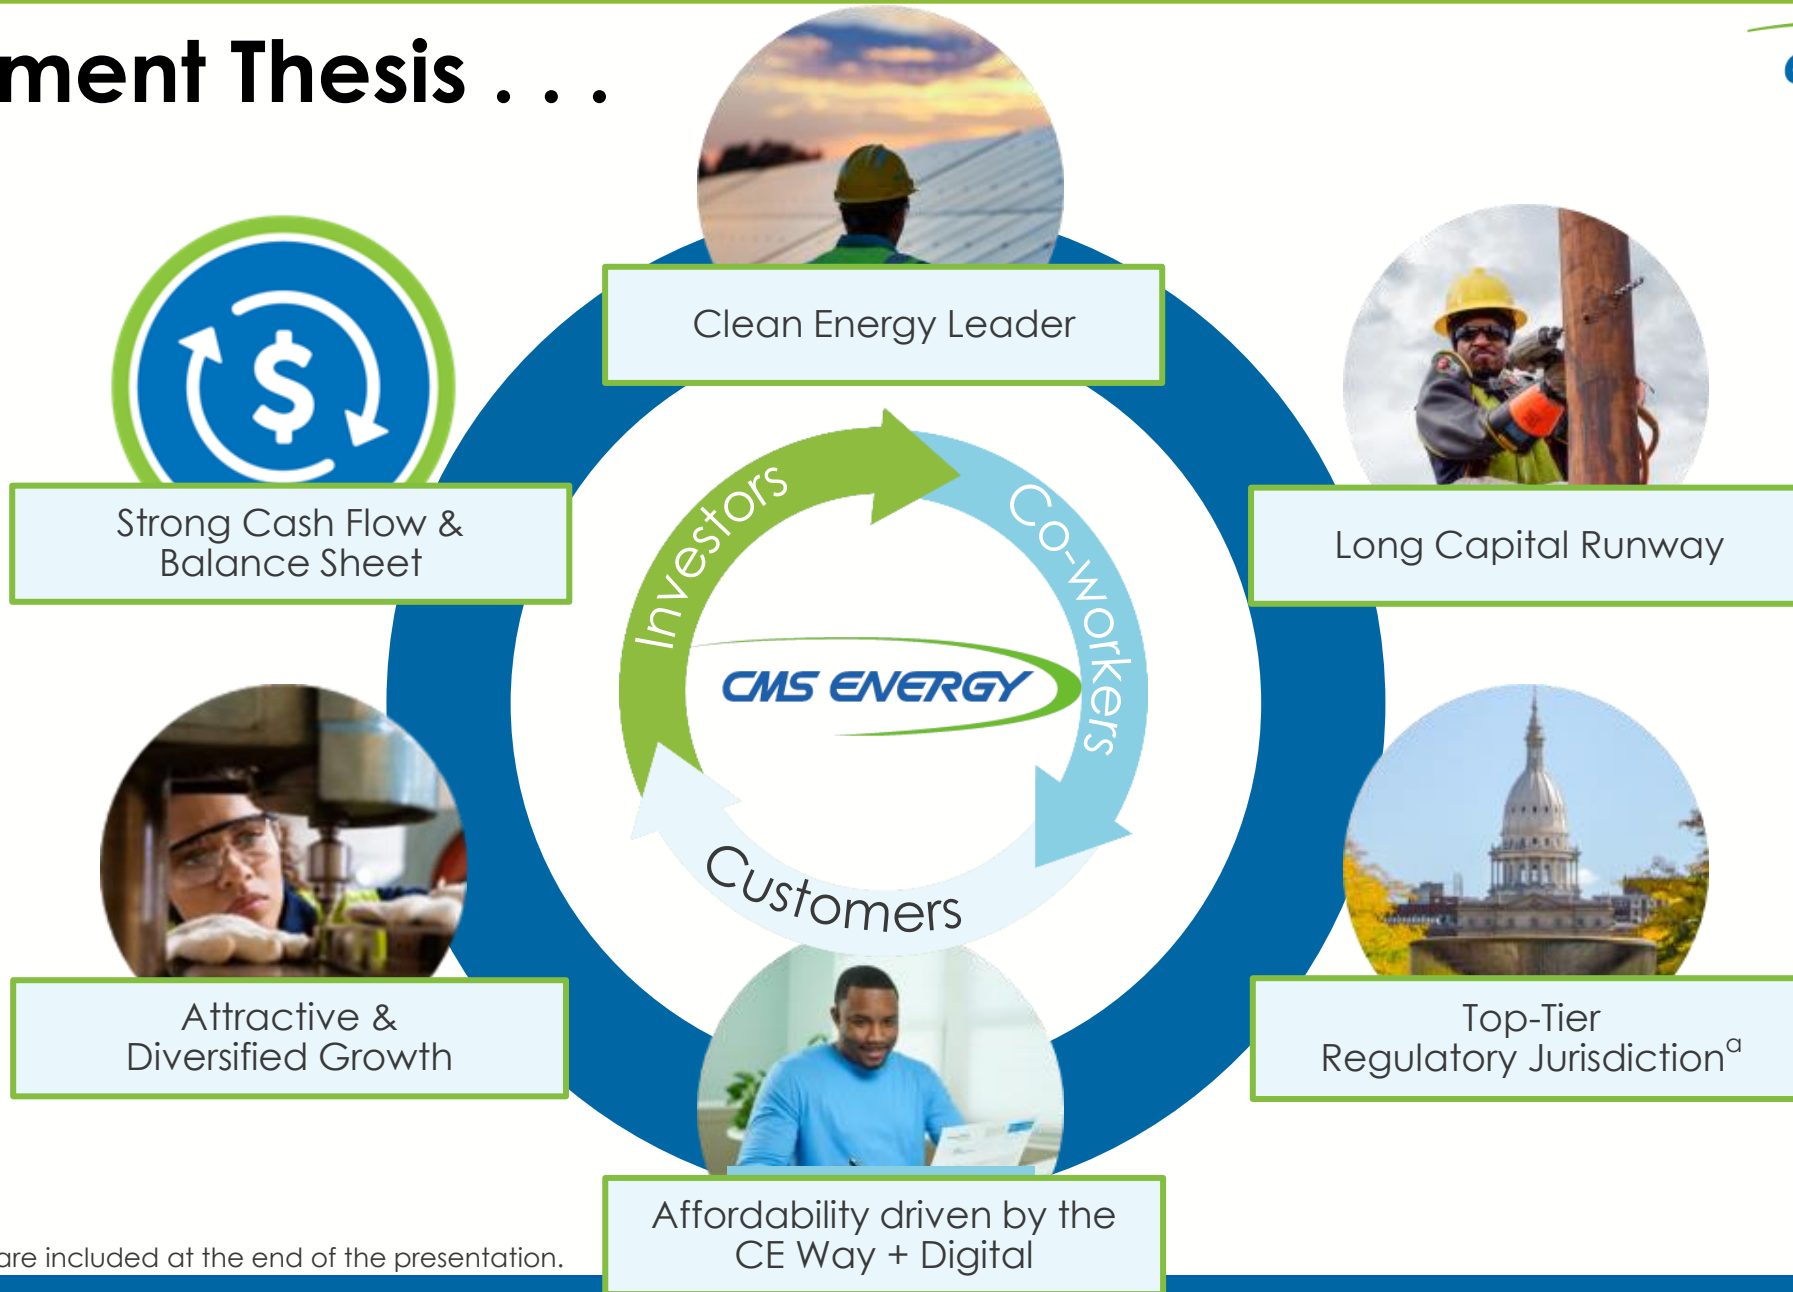 ment Thesis . . .
Clean Energy Leader
Strong Cash Flow &
Balance Sheet
Long Capital Runway
Investors
Co-workers
CMS ENERGY
Customers
Attractive &
Diversified Growth
Top-Tier
Regulatory Jurisdictionᵃ
Affordability driven by the
CE Way + Digital
are included at the end of the presentation.